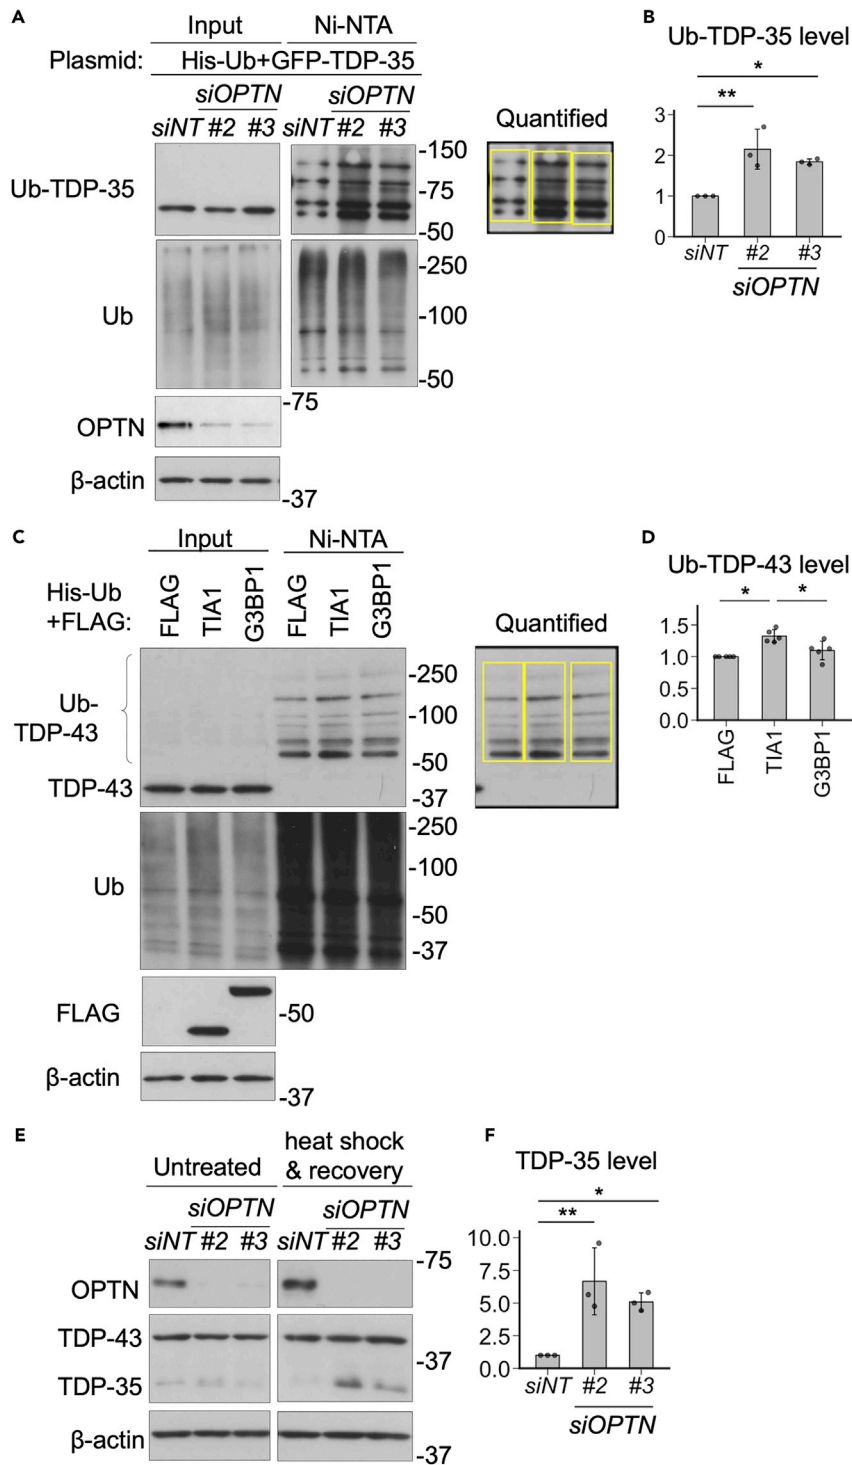 A
Input Ni-NTA
Plasmid: His-Ub+GFP-TDP-35
siOPTN siOPTN
siNT #2 #3 siNT #2 #3
Quantified
Ub-TDP-35
-150
-75
-50
Ub
-250
-100
-50
OPTN
-75
β-actin
-37
B
Ub-TDP-35 level
*
**
3
2
1
0
siNT #2 #3
siOPTN
C
Input Ni-NTA
His-Ub
+FLAG:
FLAG TIA1 G3BP1 FLAG TIA1 G3BP1
Quantified
Ub-
TDP-43
-250
-100
-50
TDP-43
-37
Ub
-250
-100
-50
-37
FLAG
-50
β-actin
-37
D
Ub-TDP-43 level
* *
1.5
1.0
0.5
0.0
FLAG TIA1 G3BP1
E
Untreated heat shock
& recovery
siOPTN siOPTN
siNT #2 #3 siNT #2 #3
OPTN
-75
TDP-43
-37
TDP-35
β-actin
-37
F
TDP-35 level
*
**
10.0
7.5
5.0
2.5
0.0
siNT #2 #3
siOPTN